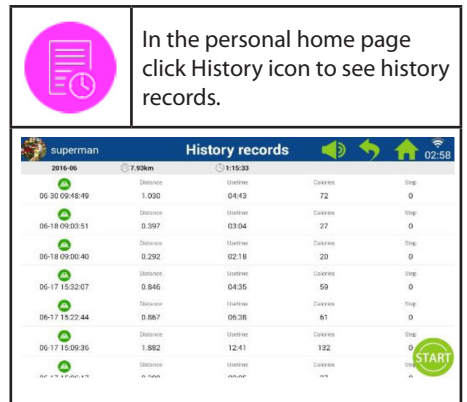 In the personal home page
click History icon to see history
records.
superman History records 02:58
2016-06 7.93km 1:15:33
Distance Usetime Calories Step
06-30 09:48:49 1.030 04:43 72 0
Distance Usetime Calories Step
06-18 09:03:51 0.397 03:04 27 0
Distance Usetime Calories Step
06-18 09:00:40 0.292 02:18 20 0
Distance Usetime Calories Step
06-17 15:32:07 0.846 04:35 59 0
Distance Usetime Calories Step
06-17 15:22:44 0.867 06:38 61 0
Distance Usetime Calories Step
06-17 15:09:36 1.882 12:41 132 0
START
Distance Usetime Calories Step